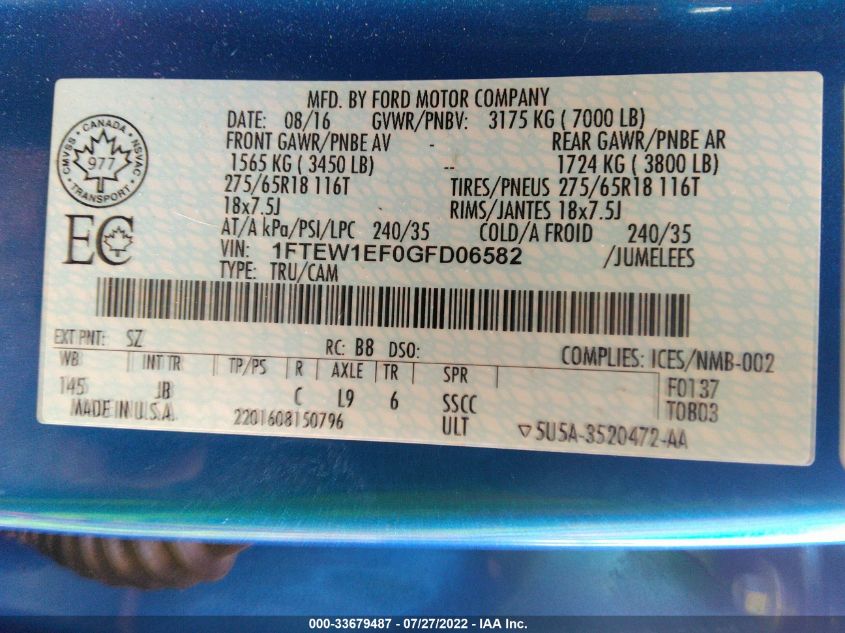 MFD. BY FORD MOTOR COMPANY
DATE: 08/16 GVWR/PNBV: 3175 KG ( 7000 LB)
FRONT GAWR/PNBE AV - REAR GAWR/PNBE AR
1565 KG ( 3450 LB) -- 1724 KG ( 3800 LB)
275/65R18 116T TIRES/PNEUS 275/65R18 116T
18x7.5J RIMS/JANTES 18x7.5J
AT/A kPa/PSI/LPC 240/35 COLD/A FROID 240/35
VIN: 1FTEW1EF0GFD06582 /JUMELEES
TYPE: TRU/CAM
CANADA
CMVSS 977 NSVAC
TRANSPORT
EC
EXT PNT: SZ RC: B8 DSO: COMPLIES: ICES/NMB-002
WB INT TR TP/PS R AXLE TR SPR F0137
145 JB C L9 6 SSCC T0803
MADE IN U.S.A. 2201608150796 ULT ▽5U5A-3520472-AA
000-33679487 - 07/27/2022 - IAA Inc.